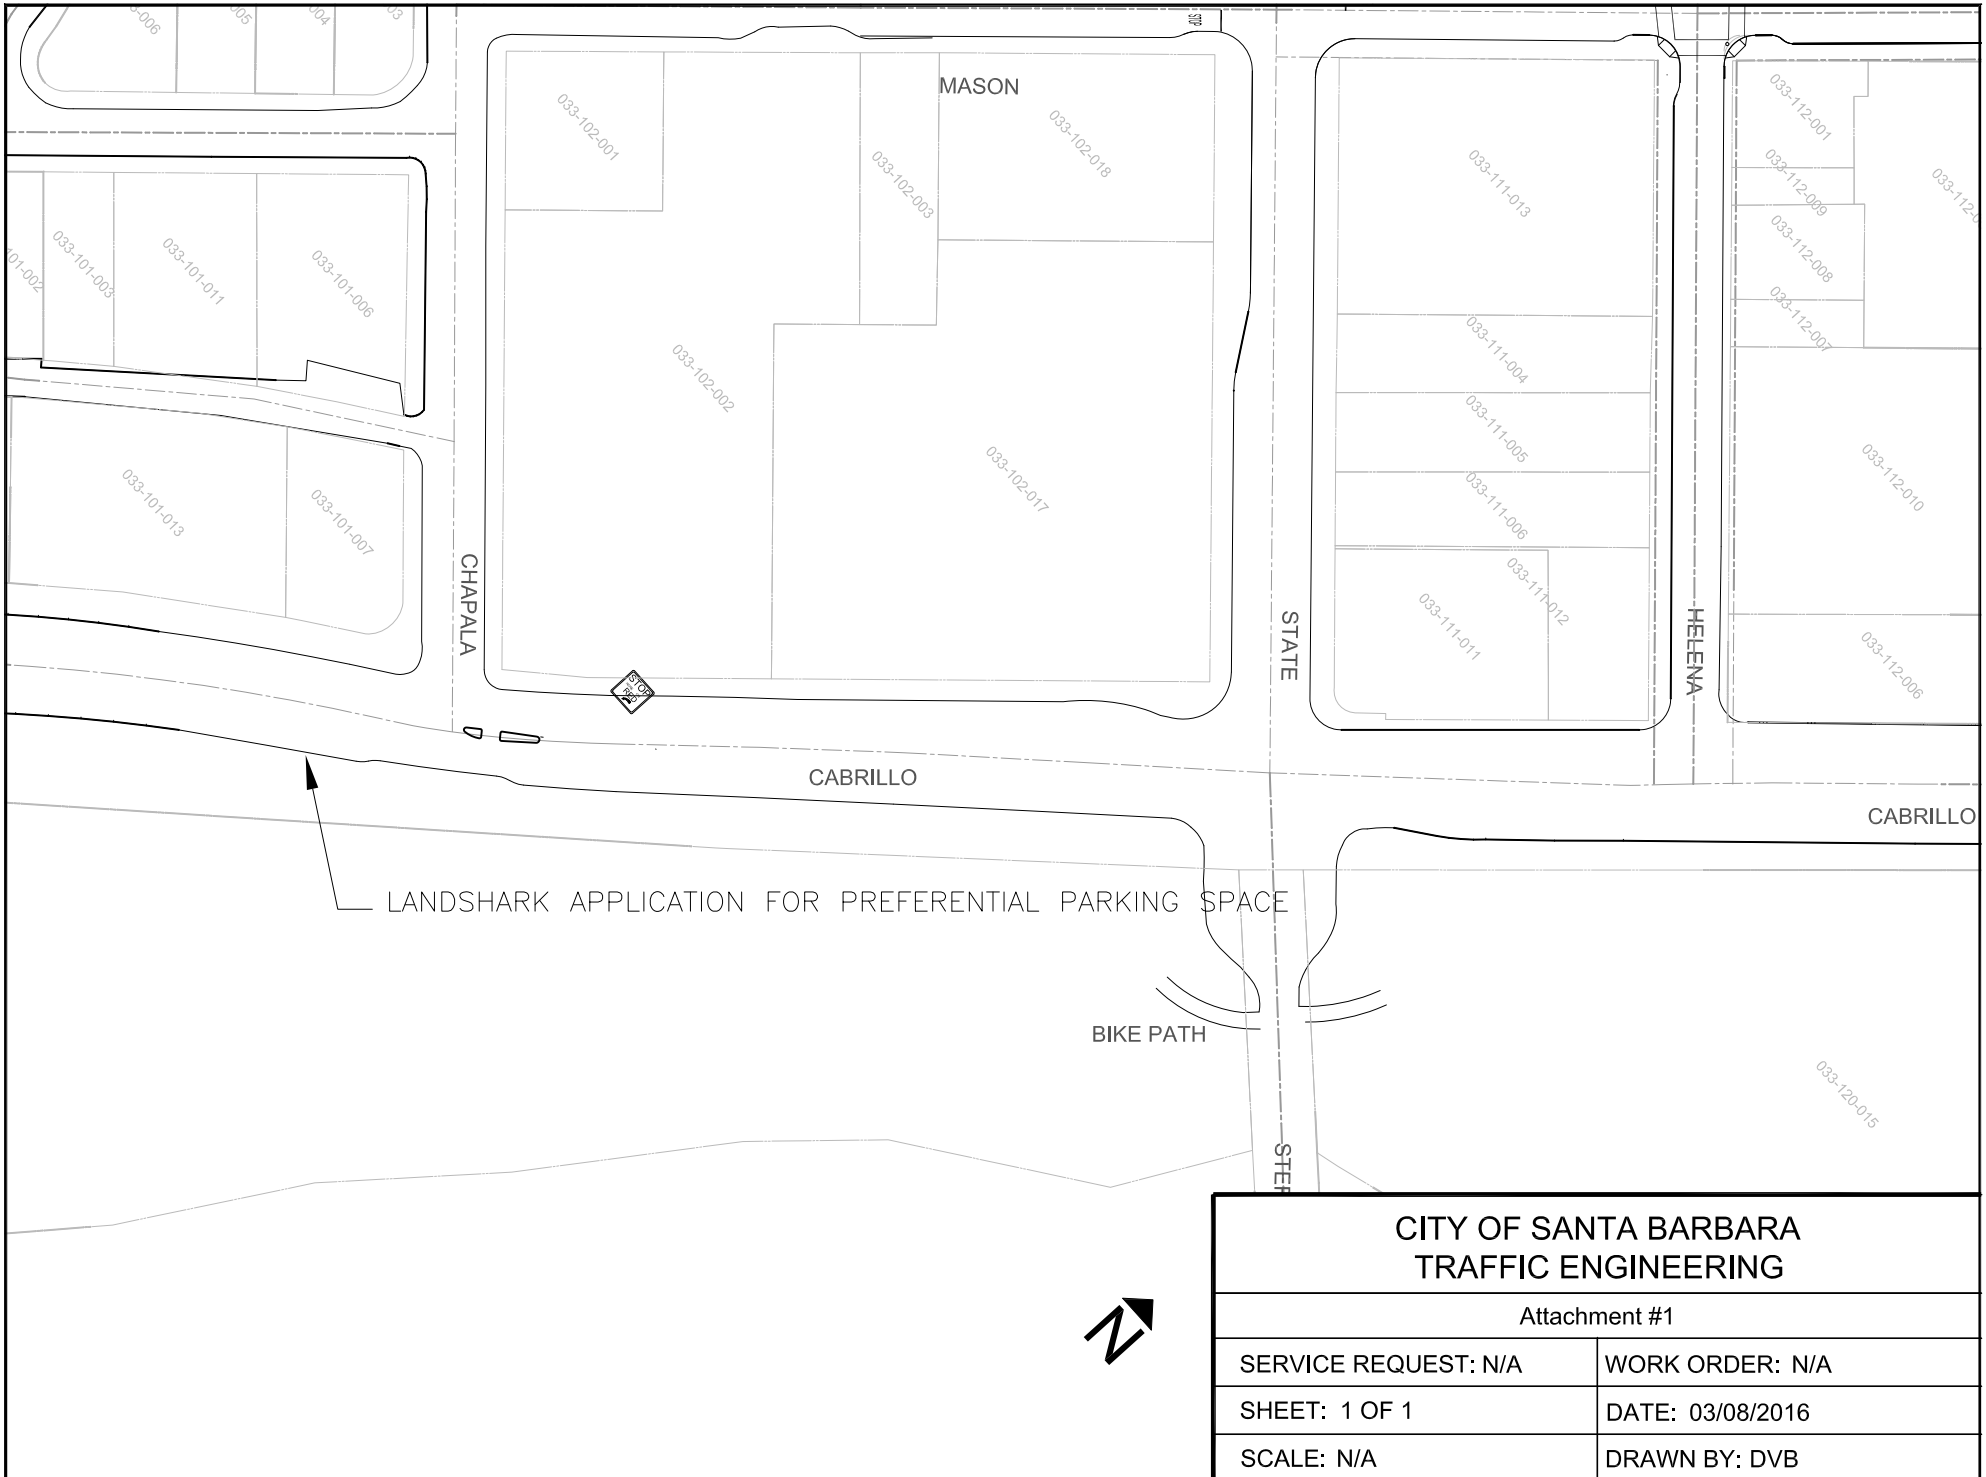 STOP
MASON
033-102-001
033-102-003
033-102-018
033-111-013
033-112-001
033-112-009
033-112-008
033-112-007
033-101-003
033-101-011
033-101-006
033-102-002
033-102-017
033-111-004
033-111-005
033-111-006
033-111-012
033-111-011
033-112-010
033-112-006
033-101-013
033-101-007
CHAPALA
STATE
HELENA
STOP
RED
CABRILLO
CABRILLO
LANDSHARK APPLICATION FOR PREFERENTIAL PARKING SPACE
BIKE PATH
033-120-015
N
CITY OF SANTA BARBARA
TRAFFIC ENGINEERING
Attachment #1
SERVICE REQUEST: N/A
WORK ORDER: N/A
SHEET: 1 OF 1
DATE: 03/08/2016
SCALE: N/A
DRAWN BY: DVB